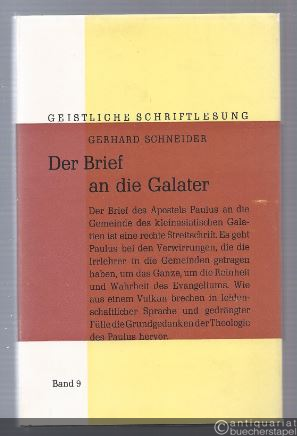 GEISTLICHE SCHRIFTLESUNG
GERHARD SCHNEIDER
Der Brief
an die Galater
Der Brief des Apostels Paulus an die
Gemeinde des kleinasiatischen Gala-
tien ist eine rechte Streitschrift. Es geht
Paulus bei den Verwirrungen, die die
Irrlehrer in die Gemeinden getragen
haben, um das Ganze, um die Reinheit
und Wahrheit des Evangeliums. Wie
aus einem Vulkan brechen in leiden-
schaftlicher Sprache und gedrängter
Fülle die Grundgedanken der Theologie
des Paulus hervor.
Band 9
antiquariat
buecherstapel